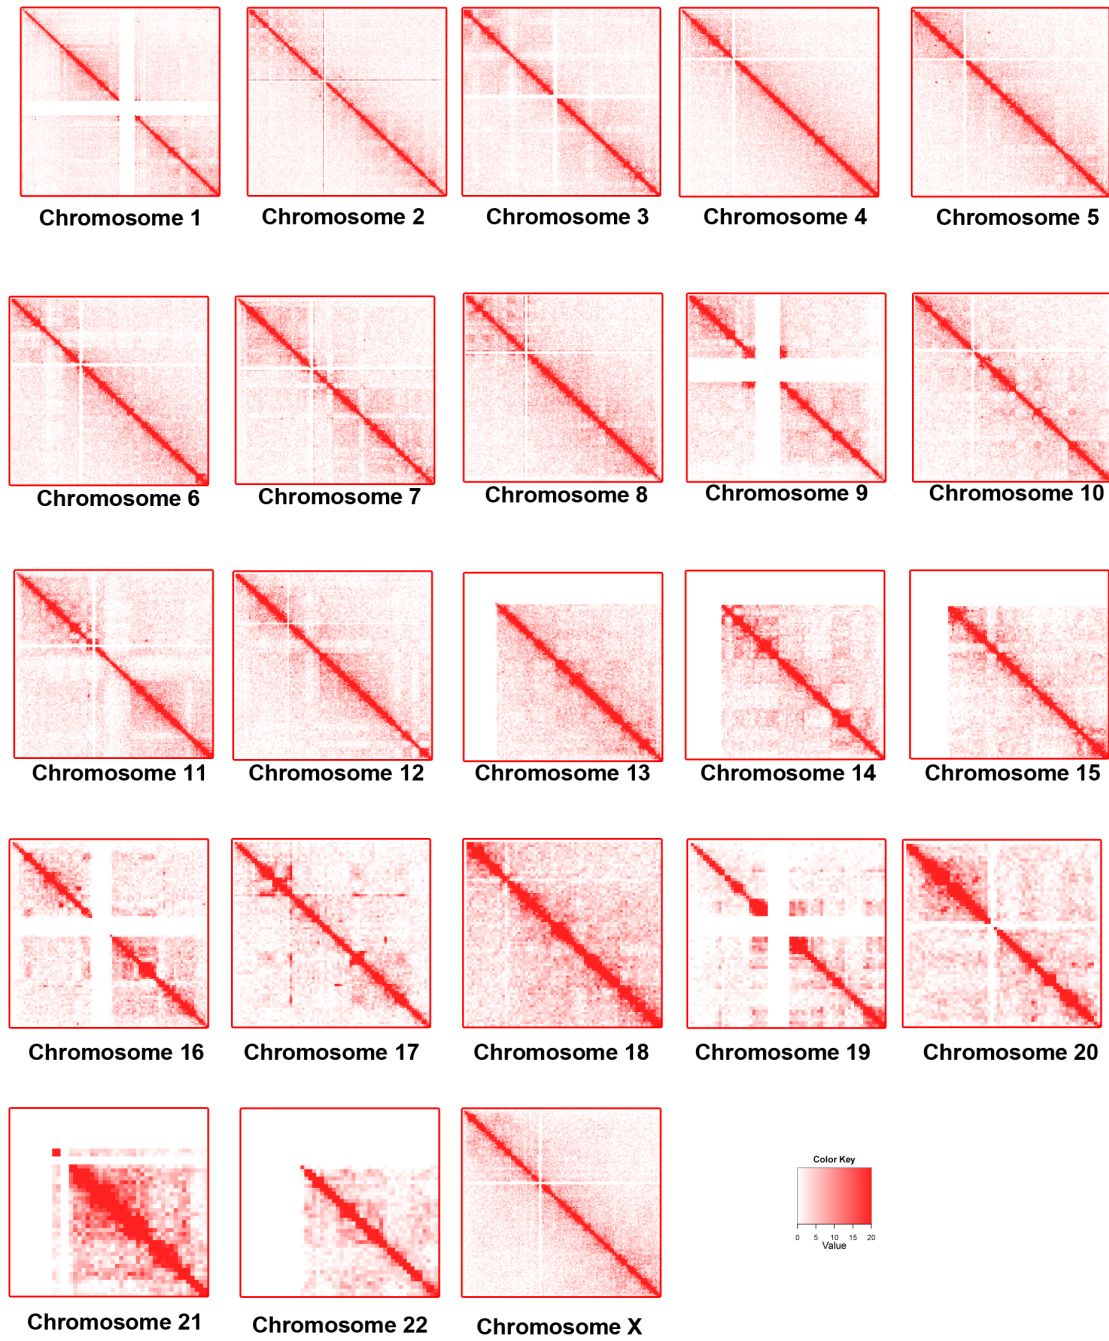 Chromosome 1
Chromosome 2
Chromosome 3
Chromosome 4
Chromosome 5
Chromosome 6
Chromosome 7
Chromosome 8
Chromosome 9
Chromosome 10
Chromosome 11
Chromosome 12
Chromosome 13
Chromosome 14
Chromosome 15
Chromosome 16
Chromosome 17
Chromosome 18
Chromosome 19
Chromosome 20
Color Key
0 5 10 15 20
Value
Chromosome 21
Chromosome 22
Chromosome X